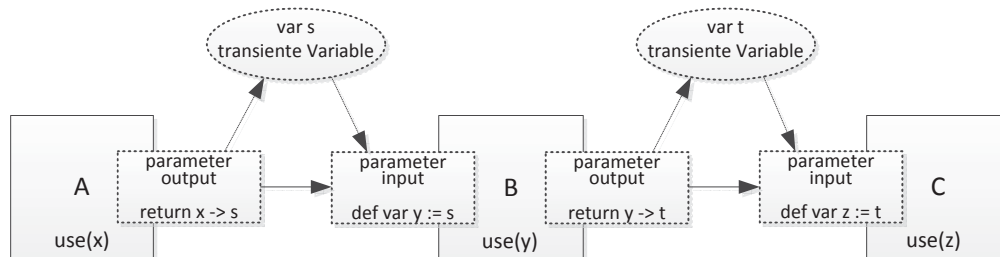 var s
transiente Variable
var t
transiente Variable
A
parameter
output
return x -> s
use(x)
parameter
input
def var y := s
B
use(y)
parameter
output
return y -> t
parameter
input
def var z := t
C
use(z)